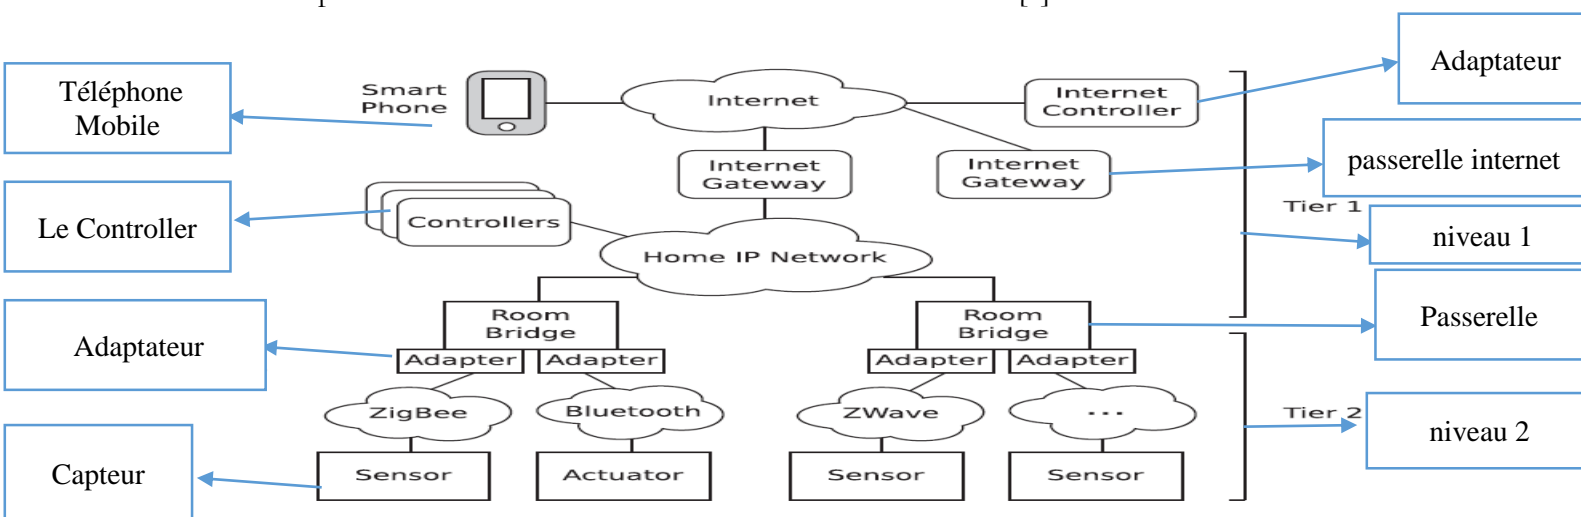 Adaptateur
Téléphone
Mobile
Smart
Phone
Internet
Internet
Controller
Internet
Gateway
Internet
Gateway
passerelle internet
Le Controller
Controllers
Tier 1
niveau 1
Home IP Network
Room
Bridge
Room
Bridge
Passerelle
Adaptateur
Adapter
Adapter
Adapter
Adapter
ZigBee
Bluetooth
ZWave
...
Tier 2
niveau 2
Capteur
Sensor
Actuator
Sensor
Sensor